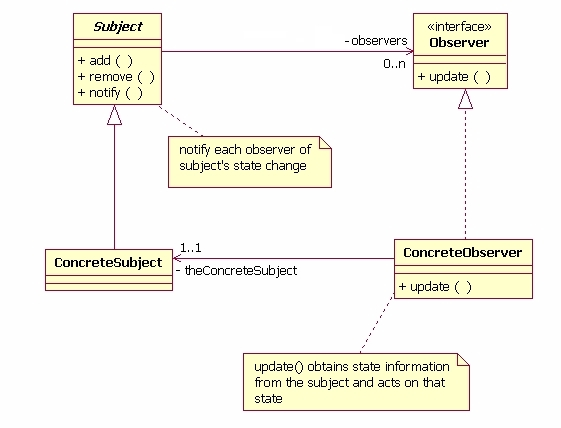 Subject
+ add ( )
+ remove ( )
+ notify ( )
- observers
0..n
«interface»
Observer
+ update ( )
notify each observer of
subject's state change
ConcreteSubject
1..1
- theConcreteSubject
ConcreteObserver
+ update ( )
update() obtains state information
from the subject and acts on that
state